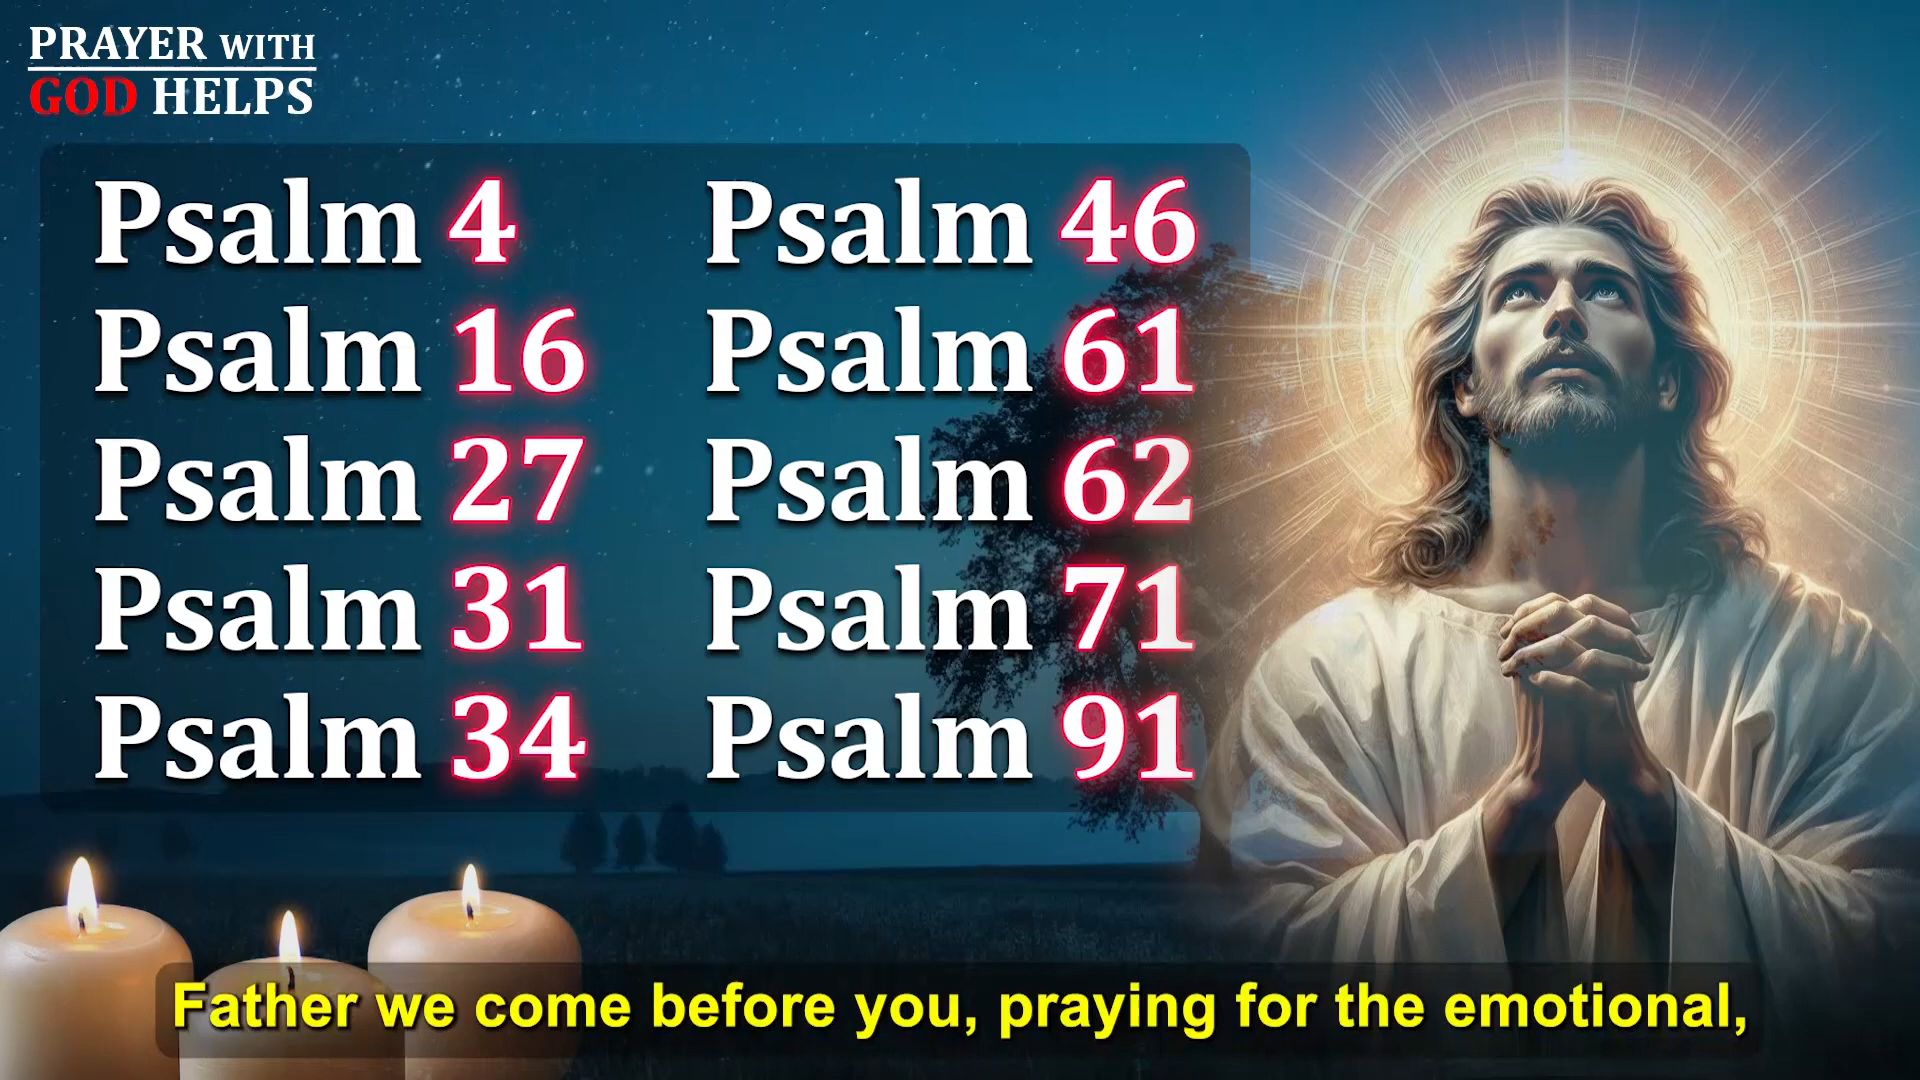 PRAYER WITH
GOD HELPS
Psalm 4
Psalm 16
Psalm 27
Psalm 31
Psalm 34
Psalm 46
Psalm 61
Psalm 62
Psalm 71
Psalm 91
Father we come before you, praying for the emotional,